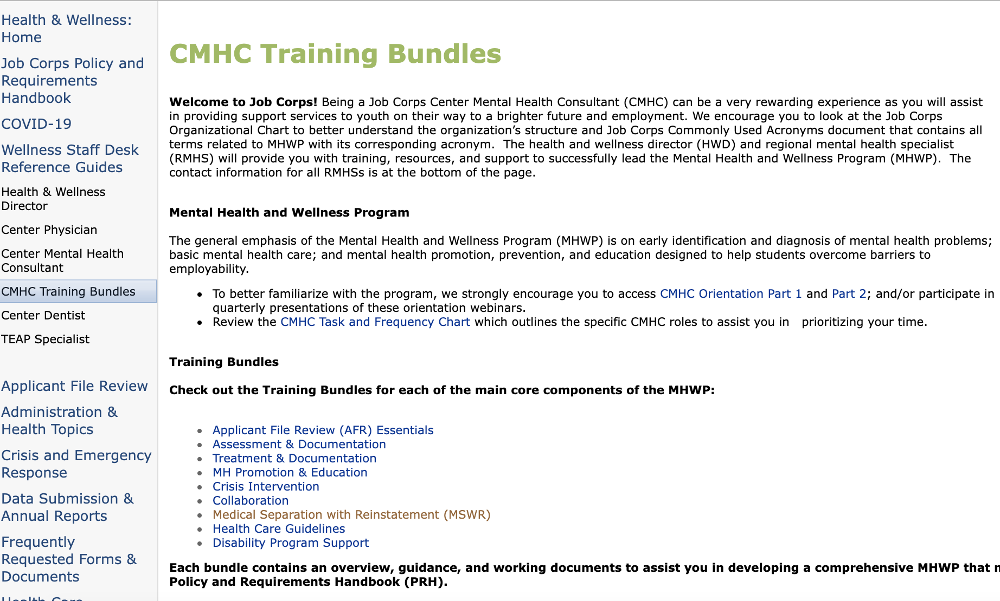 Health & Wellness:
Home
Job Corps Policy and
Requirements
Handbook
COVID-19
Wellness Staff Desk
Reference Guides
Health & Wellness
Director
Center Physician
Center Mental Health
Consultant
CMHC Training Bundles
Center Dentist
TEAP Specialist
Applicant File Review
Administration &
Health Topics
Crisis and Emergency
Response
Data Submission &
Annual Reports
Frequently
Requested Forms &
Documents
Health Care
CMHC Training Bundles
Welcome to Job Corps! Being a Job Corps Center Mental Health Consultant (CMHC) can be a very rewarding experience as you will assist
in providing support services to youth on their way to a brighter future and employment. We encourage you to look at the Job Corps
Organizational Chart to better understand the organization’s structure and Job Corps Commonly Used Acronyms document that contains all
terms related to MHWP with its corresponding acronym.  The health and wellness director (HWD) and regional mental health specialist
(RMHS) will provide you with training, resources, and support to successfully lead the Mental Health and Wellness Program (MHWP).  The
contact information for all RMHSs is at the bottom of the page.
Mental Health and Wellness Program
The general emphasis of the Mental Health and Wellness Program (MHWP) is on early identification and diagnosis of mental health problems;
basic mental health care; and mental health promotion, prevention, and education designed to help students overcome barriers to
employability.
• To better familiarize with the program, we strongly encourage you to access CMHC Orientation Part 1 and Part 2; and/or participate in
quarterly presentations of these orientation webinars.
• Review the CMHC Task and Frequency Chart which outlines the specific CMHC roles to assist you in   prioritizing your time.
Training Bundles
Check out the Training Bundles for each of the main core components of the MHWP:
• Applicant File Review (AFR) Essentials
• Assessment & Documentation
• Treatment & Documentation
• MH Promotion & Education
• Crisis Intervention
• Collaboration
• Medical Separation with Reinstatement (MSWR)
• Health Care Guidelines
• Disability Program Support
Each bundle contains an overview, guidance, and working documents to assist you in developing a comprehensive MHWP that
Policy and Requirements Handbook (PRH).